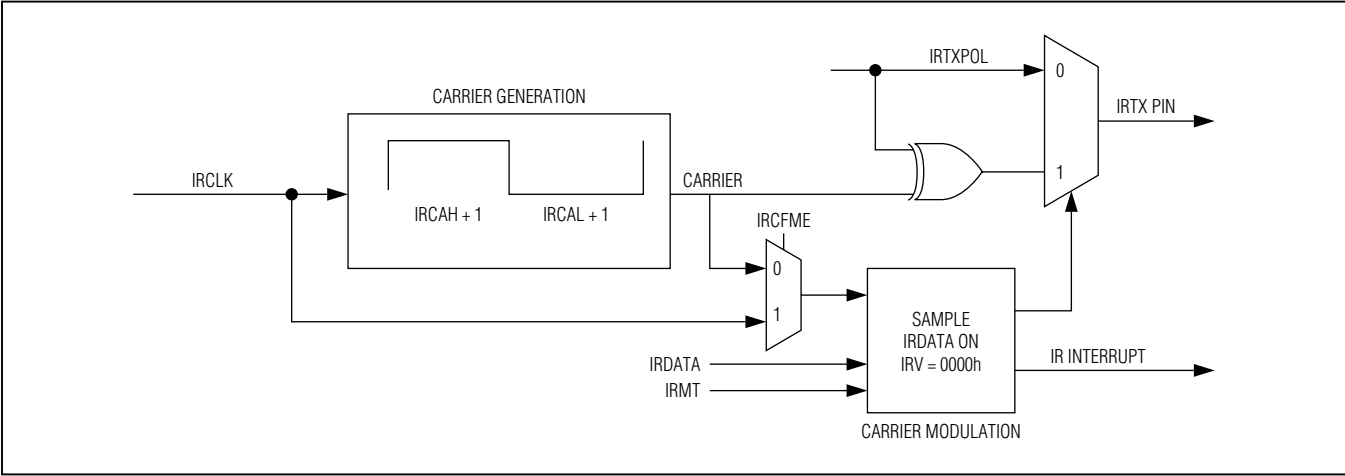 IRTXPOL
0
CARRIER GENERATION
IRTX PIN
1
IRCLK
CARRIER
IRCAH + 1
IRCAL + 1
IRCFME
0
1
SAMPLE
IRDATA ON
IRV = 0000h
IRDATA
IR INTERRUPT
IRMT
CARRIER MODULATION